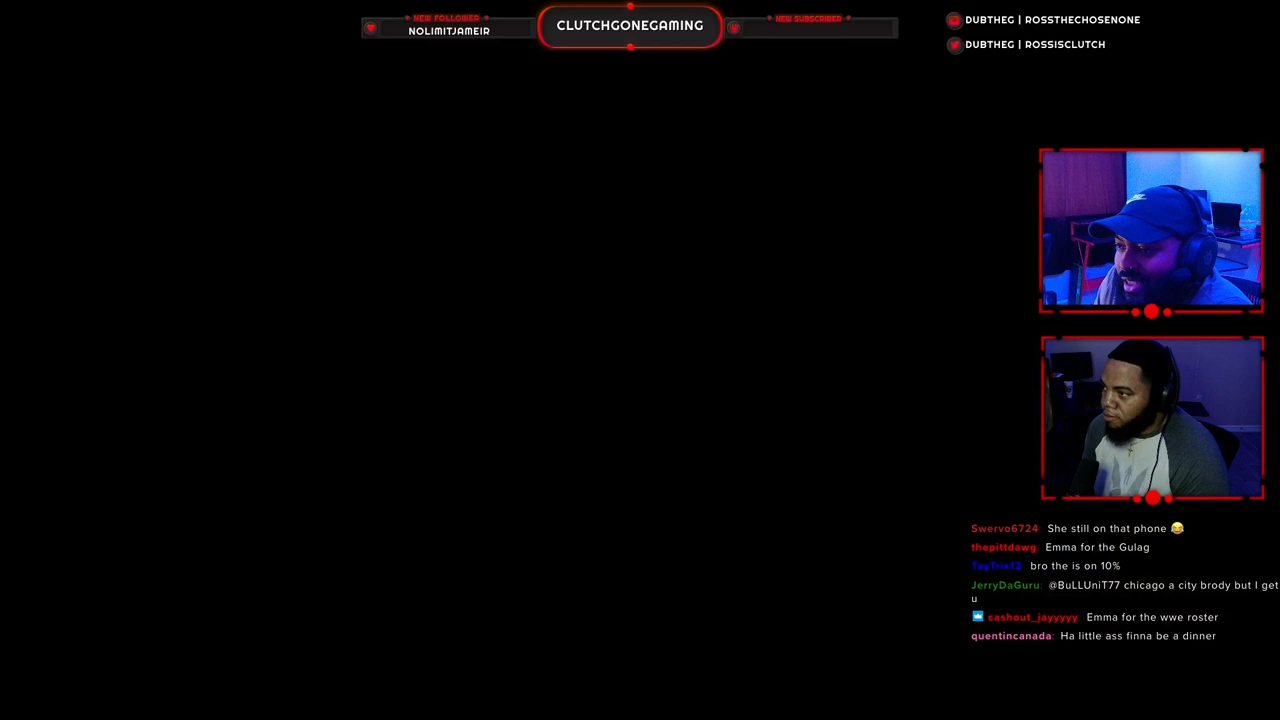 NEW FOLLOWER
NOLIMITJAMEIR
CLUTCHGONEGAMING
NEW SUBSCRIBER
DUBTHEG | ROSSTHECHOSENONE
DUBTHEG | ROSSISCLUTCH
Swervo6724: She still on that phone 😂
thepittdawg: Emma for the Gulag
TayTrix12: bro the is on 10%
JerryDaGuru: @BuLLUniT77 chicago a city brody but I get
u
cashout_jayyyyy: Emma for the wwe roster
quentincanada: Ha little ass finna be a dinner